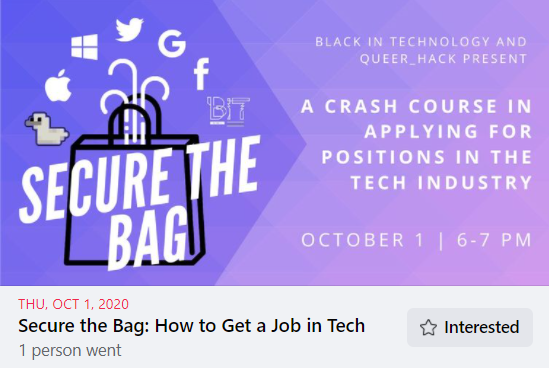 BLACK IN TECHNOLOGY AND
QUEER_HACK PRESENT
BIT
A CRASH COURSE IN
APPLYING FOR
POSITIONS IN THE
TECH INDUSTRY
SECURE THE
BAG
OCTOBER 1 | 6-7 PM
THU, OCT 1, 2020
Secure the Bag: How to Get a Job in Tech
1 person went
Interested